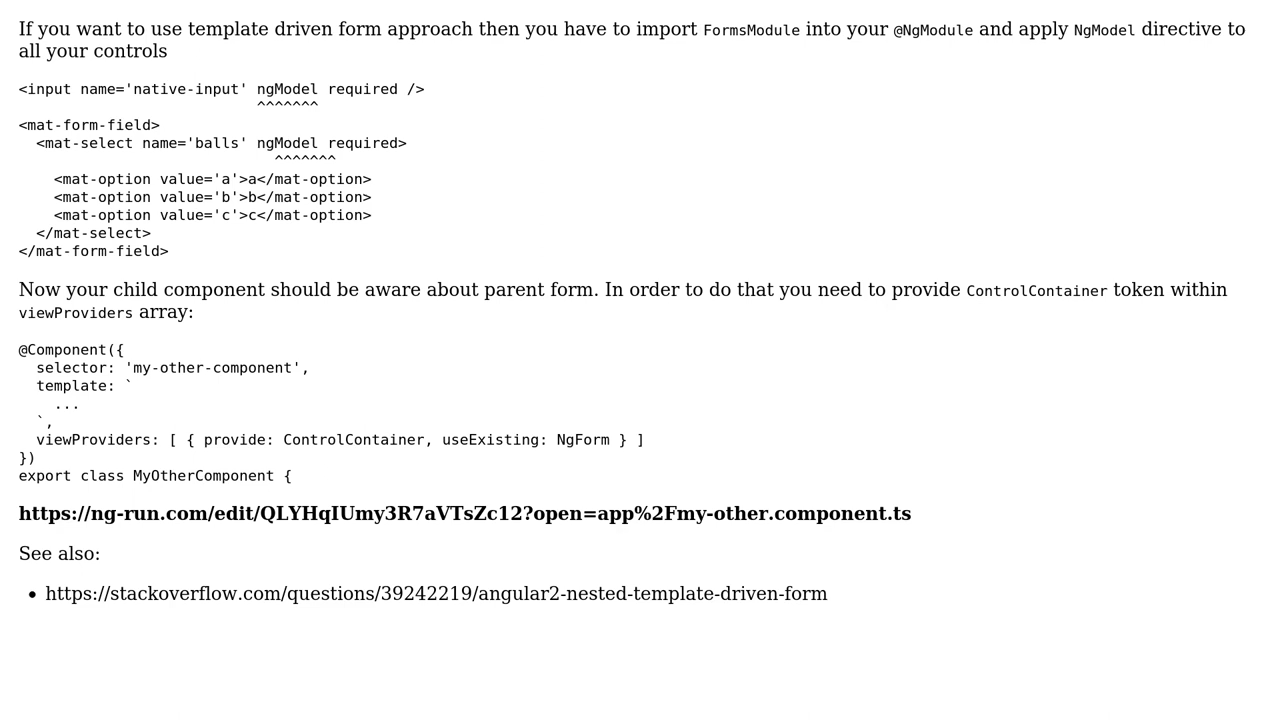 If you want to use template driven form approach then you have to import FormsModule into your @NgModule and apply NgModel directive to
all your controls
<input name='native-input' ngModel required />
                           ^^^^^^^
<mat-form-field>
  <mat-select name='balls' ngModel required>
                             ^^^^^^^
    <mat-option value='a'>a</mat-option>
    <mat-option value='b'>b</mat-option>
    <mat-option value='c'>c</mat-option>
  </mat-select>
</mat-form-field>
Now your child component should be aware about parent form. In order to do that you need to provide ControlContainer token within
viewProviders array:
@Component({
  selector: 'my-other-component',
  template: `
    ...
  `,
  viewProviders: [ { provide: ControlContainer, useExisting: NgForm } ]
})
export class MyOtherComponent {
https://ng-run.com/edit/QLYHqIUmy3R7aVTsZc12?open=app%2Fmy-other.component.ts
See also:
• https://stackoverflow.com/questions/39242219/angular2-nested-template-driven-form